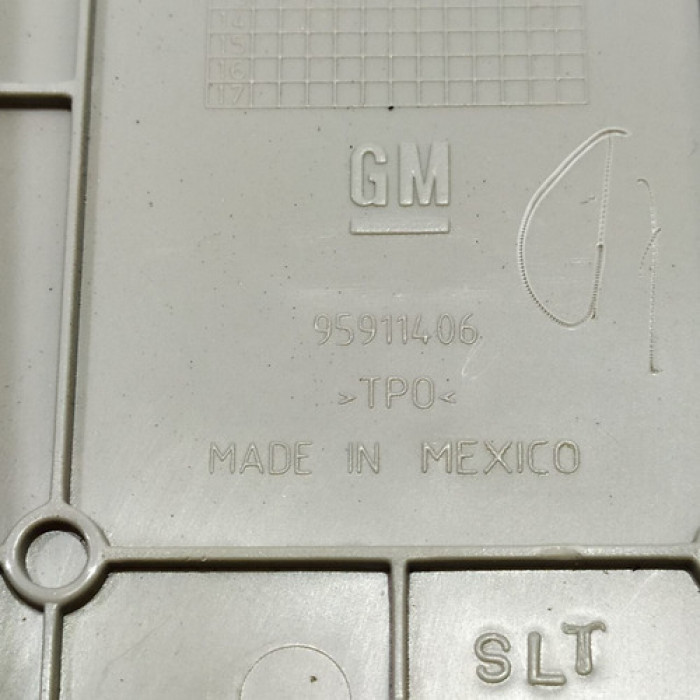 14
15
16
17
GM
95911406
>TPO<
MADE IN MEXICO
SLT